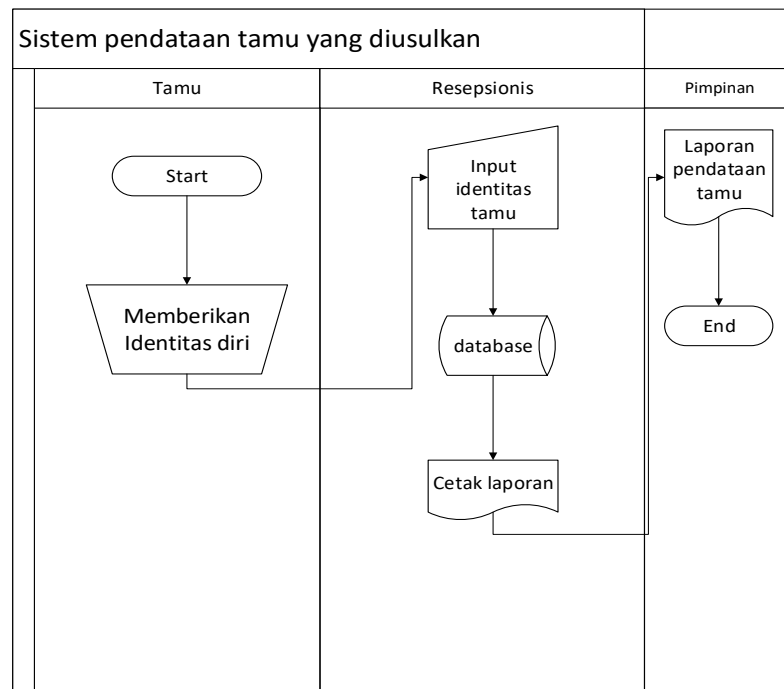 Sistem pendataan tamu yang diusulkan
Tamu
Resepsionis
Pimpinan
Start
Memberikan
Identitas diri
Input
identitas
tamu
database
Cetak laporan
Laporan
pendataan
tamu
End